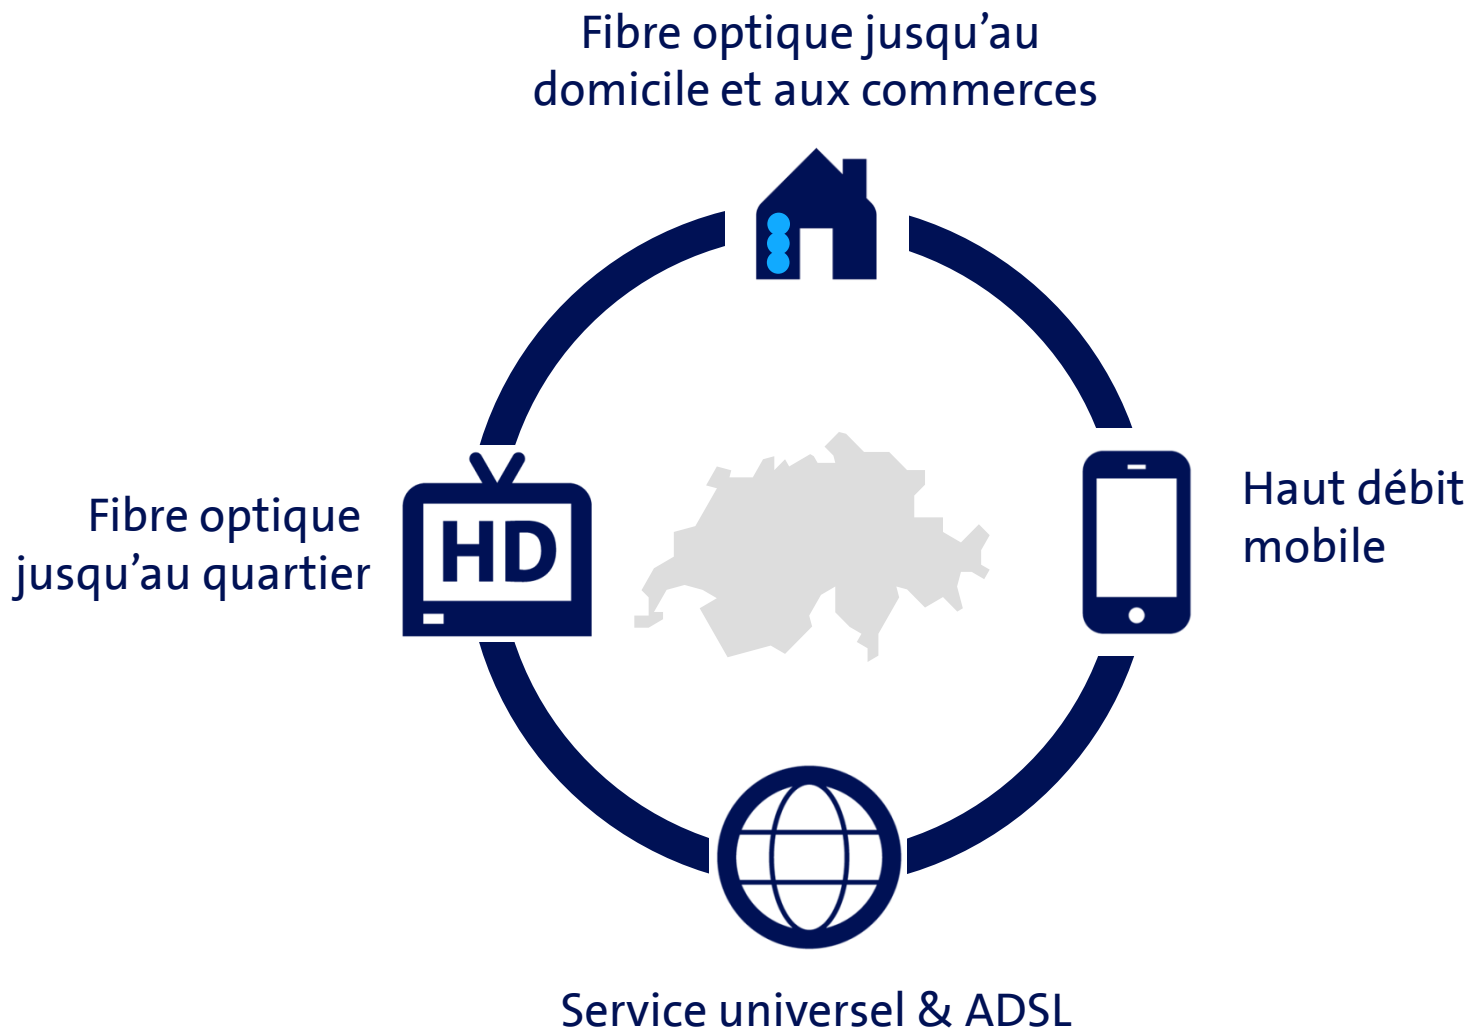 Fibre optique jusqu’au
domicile et aux commerces
Fibre optique
jusqu’au quartier
HD
Haut débit
mobile
Service universel & ADSL